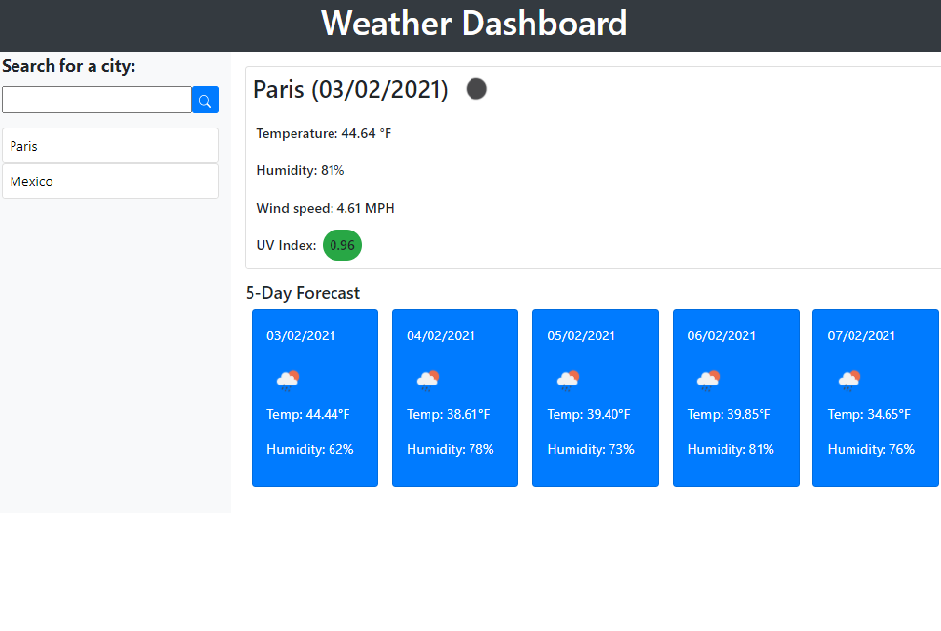 Weather Dashboard
Search for a city:
Paris
Mexico
Paris (03/02/2021)
Temperature: 44.64 °F
Humidity: 81%
Wind speed: 4.61 MPH
UV Index: 0.96
5-Day Forecast
03/02/2021
Temp: 44.44°F
Humidity: 62%
04/02/2021
Temp: 38.61°F
Humidity: 78%
05/02/2021
Temp: 39.40°F
Humidity: 73%
06/02/2021
Temp: 39.85°F
Humidity: 81%
07/02/2021
Temp: 34.65°F
Humidity: 76%